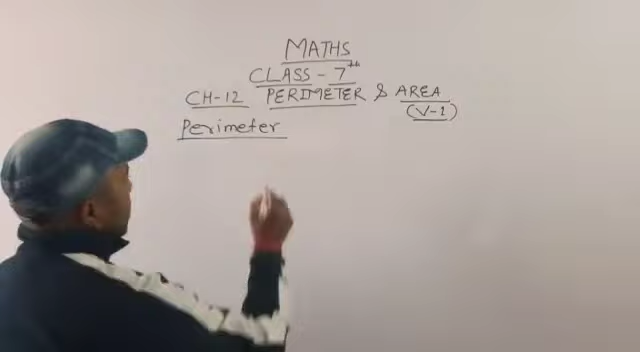 MATHS
CLASS - 7th
CH-12 PERIMETER & AREA
(V-1)
Perimeter